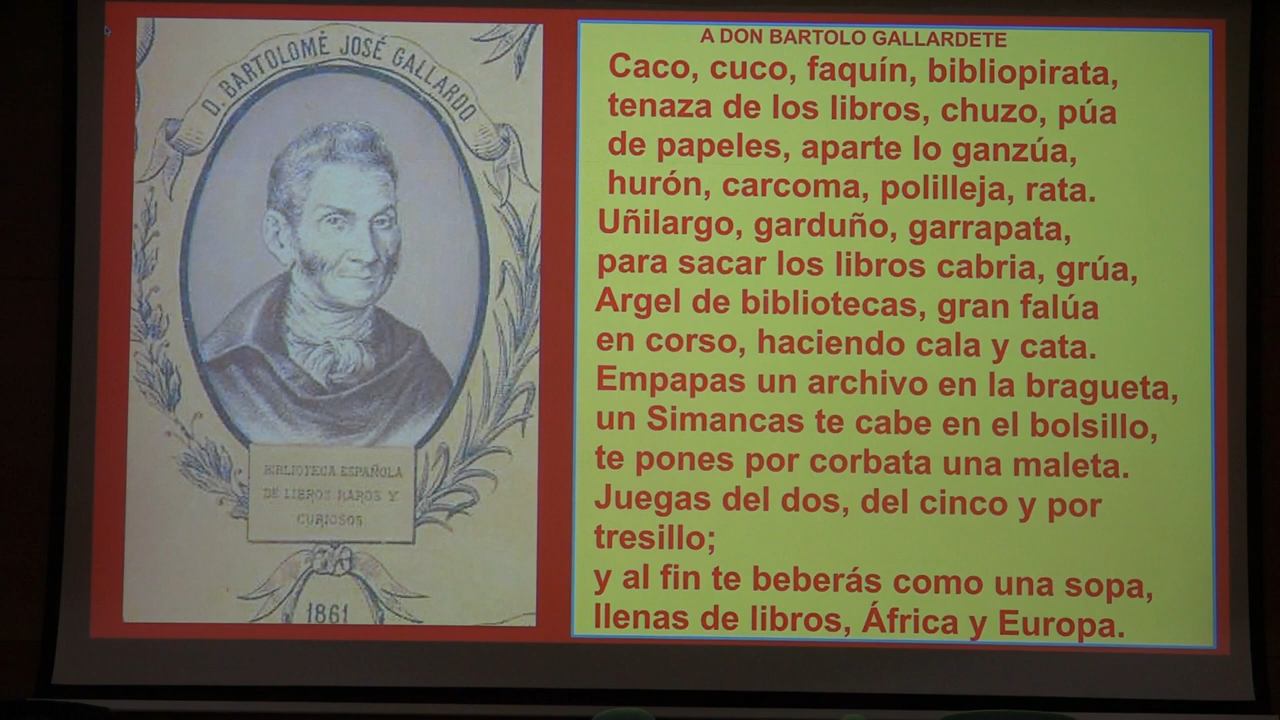 D. BARTOLOMÉ JOSÉ GALLARDO
BIBLIOTECA ESPAÑOLA
DE LIBROS RAROS Y
CURIOSOS
1861
A DON BARTOLO GALLARDETE
Caco, cuco, faquín, bibliopirata,
tenaza de los libros, chuzo, púa
de papeles, aparte lo ganzúa,
hurón, carcoma, polilleja, rata.
Uñilargo, garduño, garrapata,
para sacar los libros cabria, grúa,
Argel de bibliotecas, gran falúa
en corso, haciendo cala y cata.
Empapas un archivo en la bragueta,
un Simancas te cabe en el bolsillo,
te pones por corbata una maleta.
Juegas del dos, del cinco y por
tresillo;
y al fin te beberás como una sopa,
llenas de libros, África y Europa.